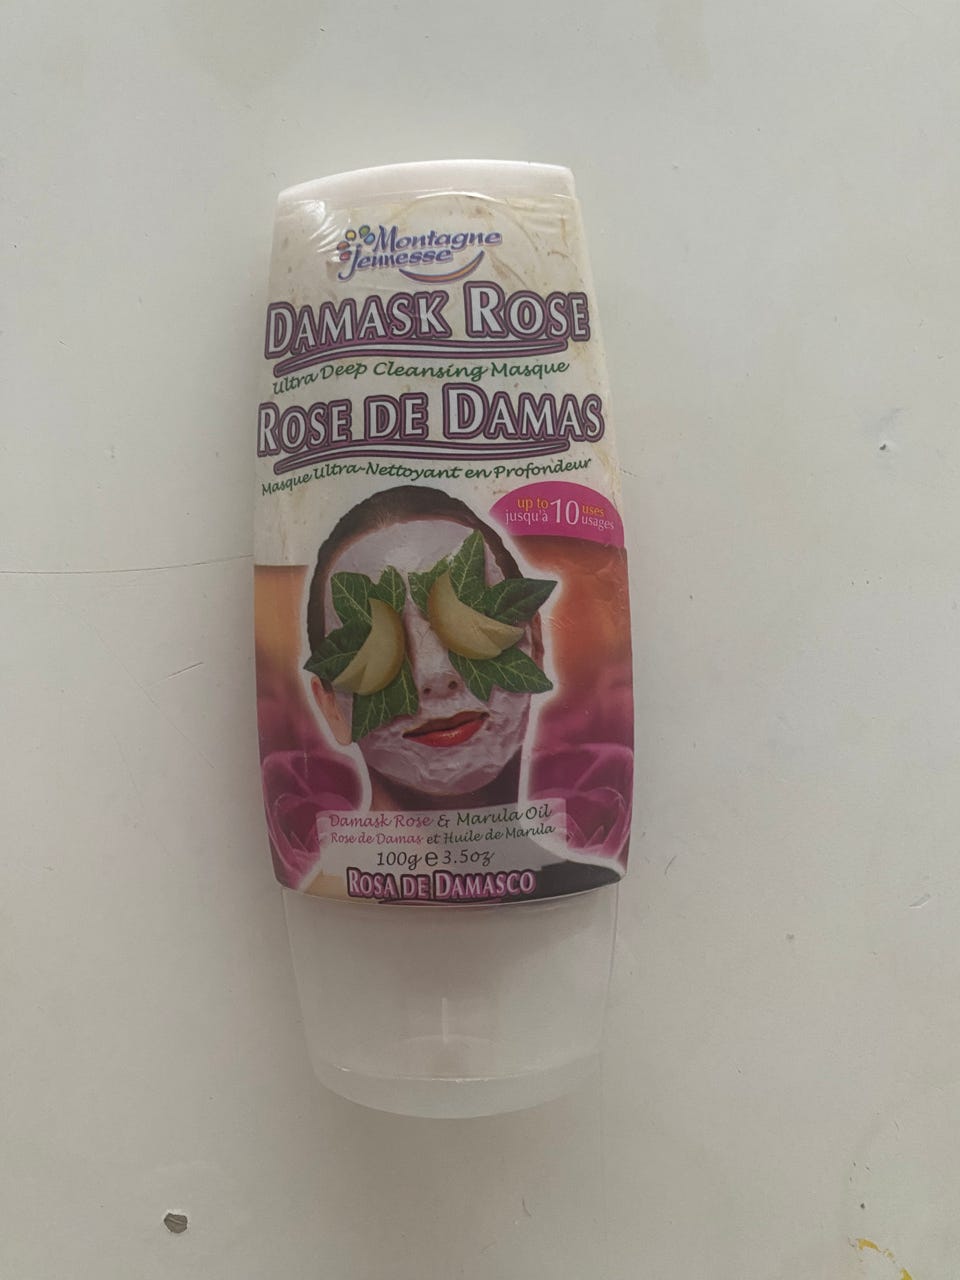 Montagne
Jeunesse
DAMASK ROSE
Ultra Deep Cleansing Masque
ROSE DE DAMAS
Masque Ultra-Nettoyant en Profondeur
up to
jusqu'à
10
uses
usages
Damask Rose & Marula Oil
Rose de Damas et Huile de Marula
100g e 3.5oz
ROSA DE DAMASCO